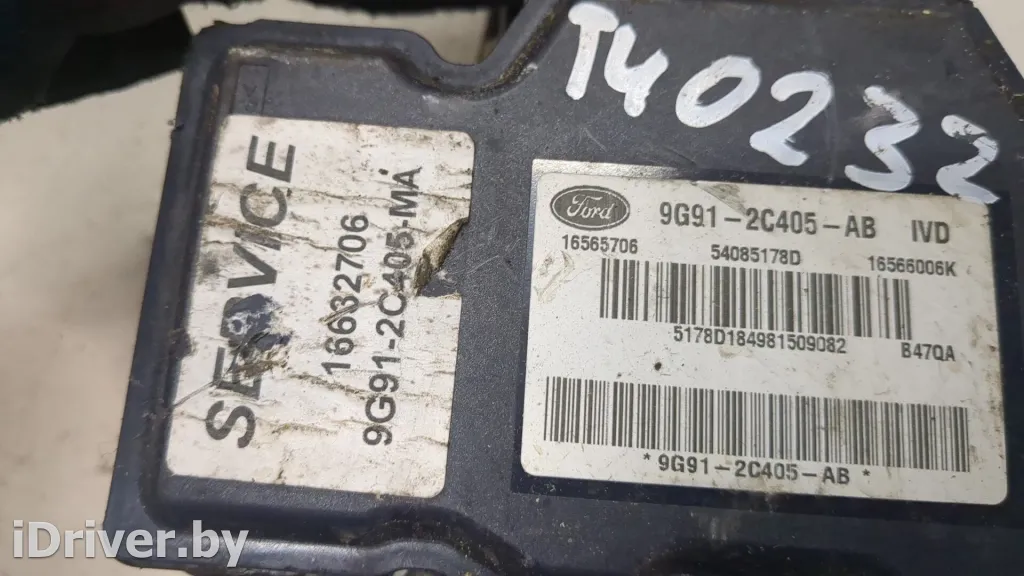 T40232
SERVICE
16632706
9G91-2C405-MA
Ford
9G91-2C405-AB IVD
16565706 54085178D 16566006K
5178D184981509082 B47QA
*9G91-2C405-AB*
iDriver.by